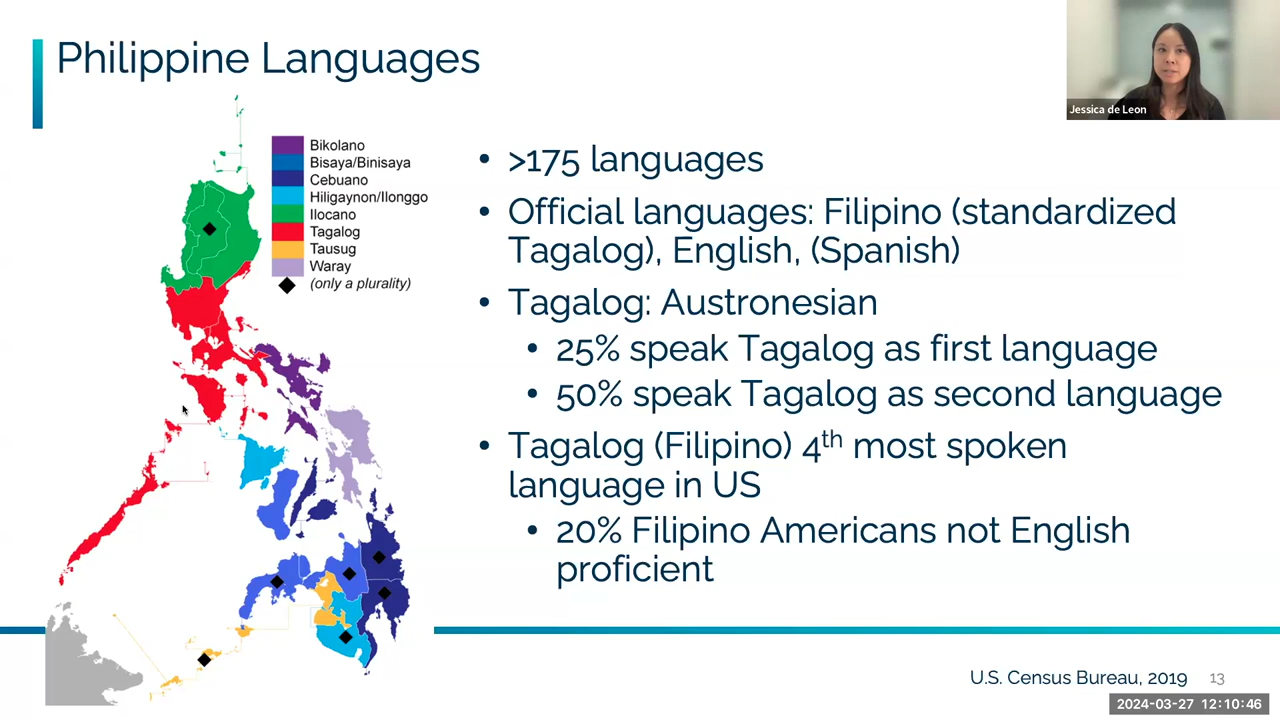 Philippine Languages
Jessica de Leon
Bikolano
Bisaya/Binisaya
Cebuano
Hiligaynon/Ilonggo
Ilocano
Tagalog
Tausug
Waray
(only a plurality)
• >175 languages
• Official languages: Filipino (standardized
Tagalog), English, (Spanish)
• Tagalog: Austronesian
• 25% speak Tagalog as first language
• 50% speak Tagalog as second language
• Tagalog (Filipino) 4th most spoken
language in US
• 20% Filipino Americans not English
proficient
U.S. Census Bureau, 2019 13
2024-03-27 12:10:46